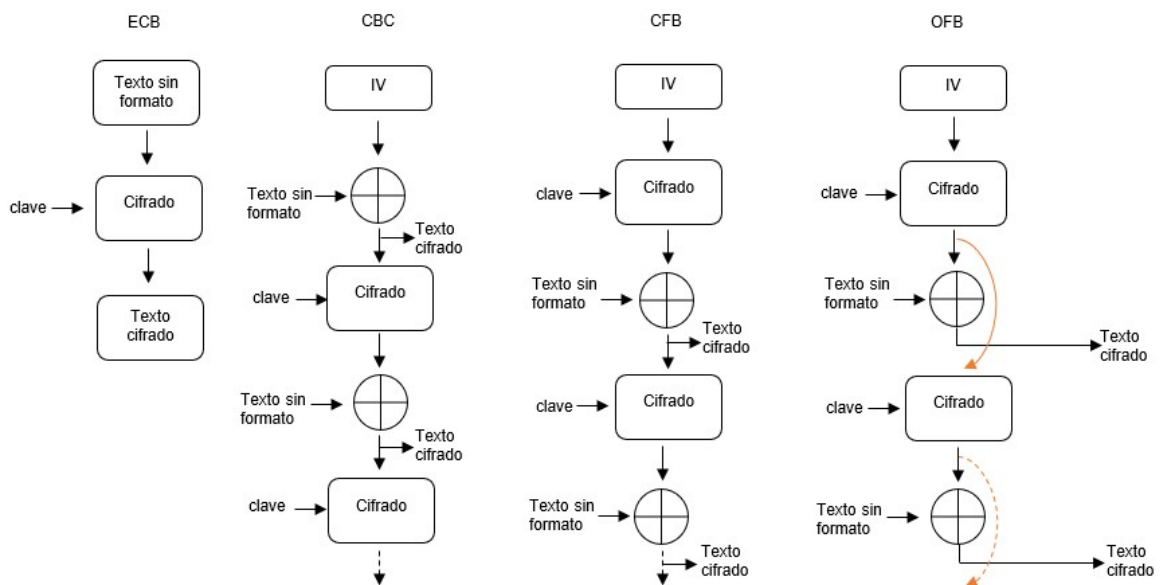 ECB
CBC
CFB
OFB
Texto sin
formato
clave
Cifrado
Texto
cifrado
IV
Texto sin
formato
Texto
cifrado
clave
Cifrado
Texto sin
formato
Texto
cifrado
clave
Cifrado
IV
clave
Cifrado
Texto sin
formato
Texto
cifrado
clave
Cifrado
Texto sin
formato
Texto
cifrado
IV
clave
Cifrado
Texto sin
formato
Texto
cifrado
clave
Cifrado
Texto sin
formato
Texto
cifrado